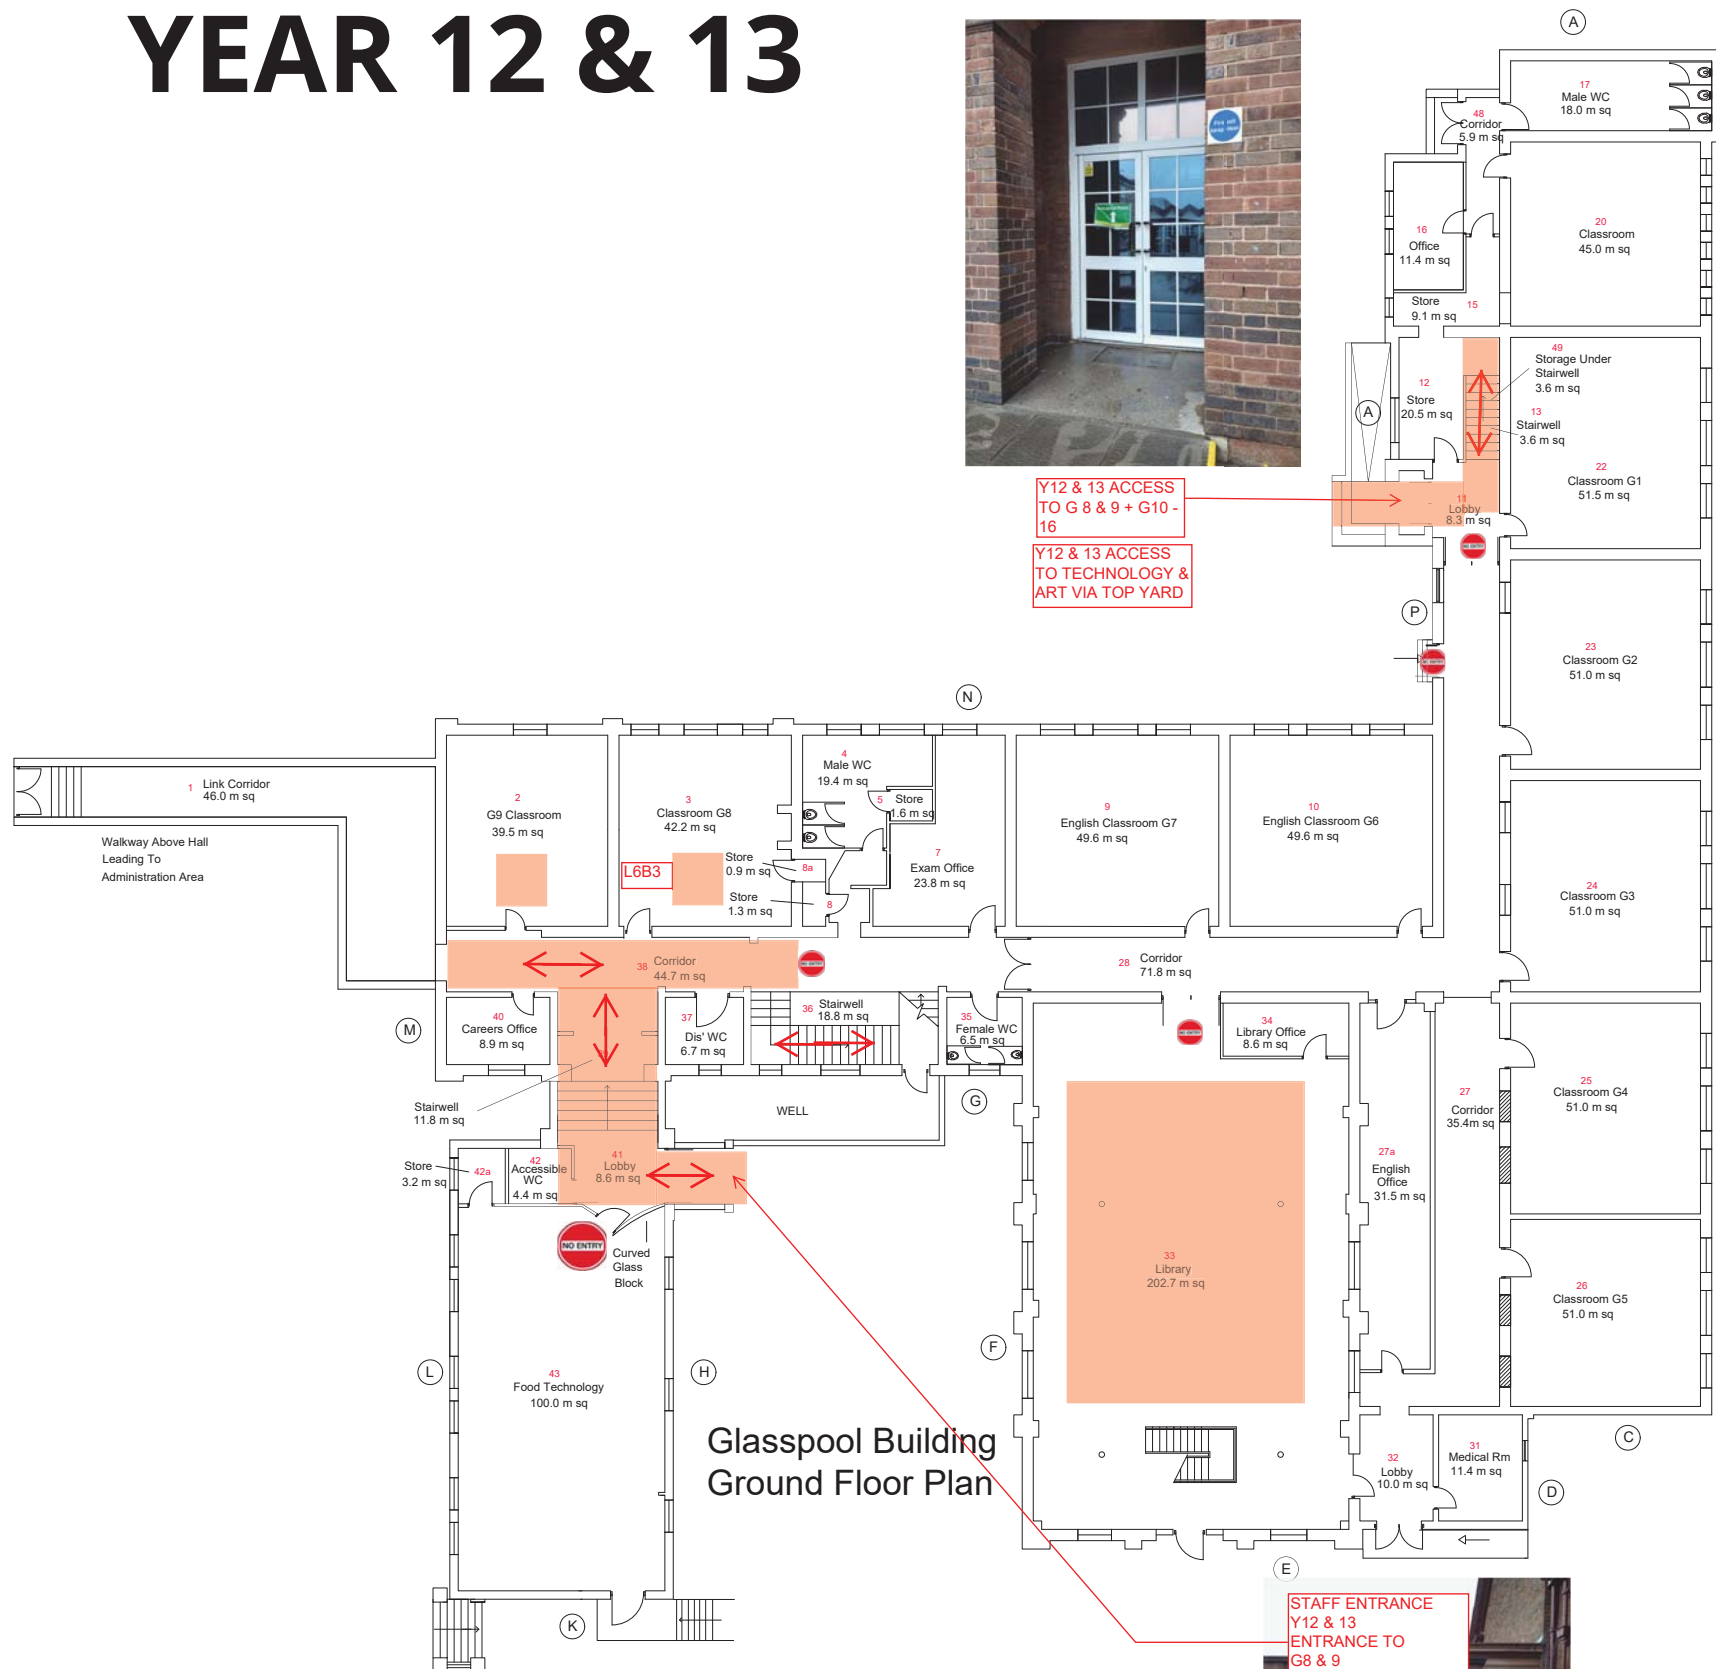 YEAR 12 & 13
A
17
Male WC
18.0 m sq
48
Corridor
5.9 m sq
16
Office
11.4 m sq
20
Classroom
45.0 m sq
Store
15
9.1 m sq
49
Storage Under
Stairwell
3.6 m sq
12
Store
20.5 m sq
A
13
Stairwell
3.6 m sq
22
Classroom G1
51.5 m sq
Y12 & 13 ACCESS
TO G 8 & 9 + G10 -
16
11
Lobby
8.3 m sq
NO ENTRY
Y12 & 13 ACCESS
TO TECHNOLOGY &
ART VIA TOP YARD
P
NO ENTRY
23
Classroom G2
51.0 m sq
N
1
Link Corridor
46.0 m sq
Walkway Above Hall
Leading To
Administration Area
2
G9 Classroom
39.5 m sq
3
Classroom G8
42.2 m sq
L6B3
4
Male WC
19.4 m sq
5
Store
1.6 m sq
Store
0.9 m sq
8a
Store
1.3 m sq
8
7
Exam Office
23.8 m sq
9
English Classroom G7
49.6 m sq
10
English Classroom G6
49.6 m sq
24
Classroom G3
51.0 m sq
38
Corridor
44.7 m sq
NO ENTRY
28
Corridor
71.8 m sq
M
40
Careers Office
8.9 m sq
37
Dis' WC
6.7 m sq
36
Stairwell
18.8 m sq
35
Female WC
6.5 m sq
NO ENTRY
34
Library Office
8.6 m sq
Stairwell
11.8 m sq
WELL
G
27
Corridor
35.4m sq
25
Classroom G4
51.0 m sq
Store
3.2 m sq
42a
42
Accessible
WC
4.4 m sq
41
Lobby
8.6 m sq
27a
English
Office
31.5 m sq
NO ENTRY
Curved
Glass
Block
33
Library
202.7 m sq
26
Classroom G5
51.0 m sq
F
L
43
Food Technology
100.0 m sq
H
Glasspool Building
Ground Floor Plan
32
Lobby
10.0 m sq
31
Medical Rm
11.4 m sq
C
D
E
K
STAFF ENTRANCE
Y12 & 13
ENTRANCE TO
G8 & 9